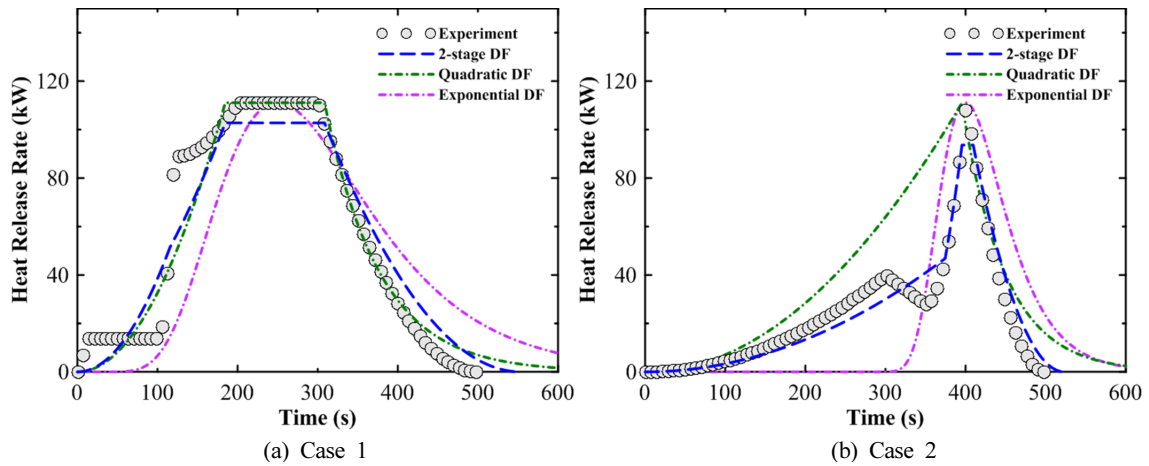 Experiment
2-stage DF
Quadratic DF
Exponential DF
Heat Release Rate (kW)
120
80
40
0
0 100 200 300 400 500 600
Time (s)
(a) Case 1
Experiment
2-stage DF
Quadratic DF
Exponential DF
Heat Release Rate (kW)
120
80
40
0
0 100 200 300 400 500 600
Time (s)
(b) Case 2